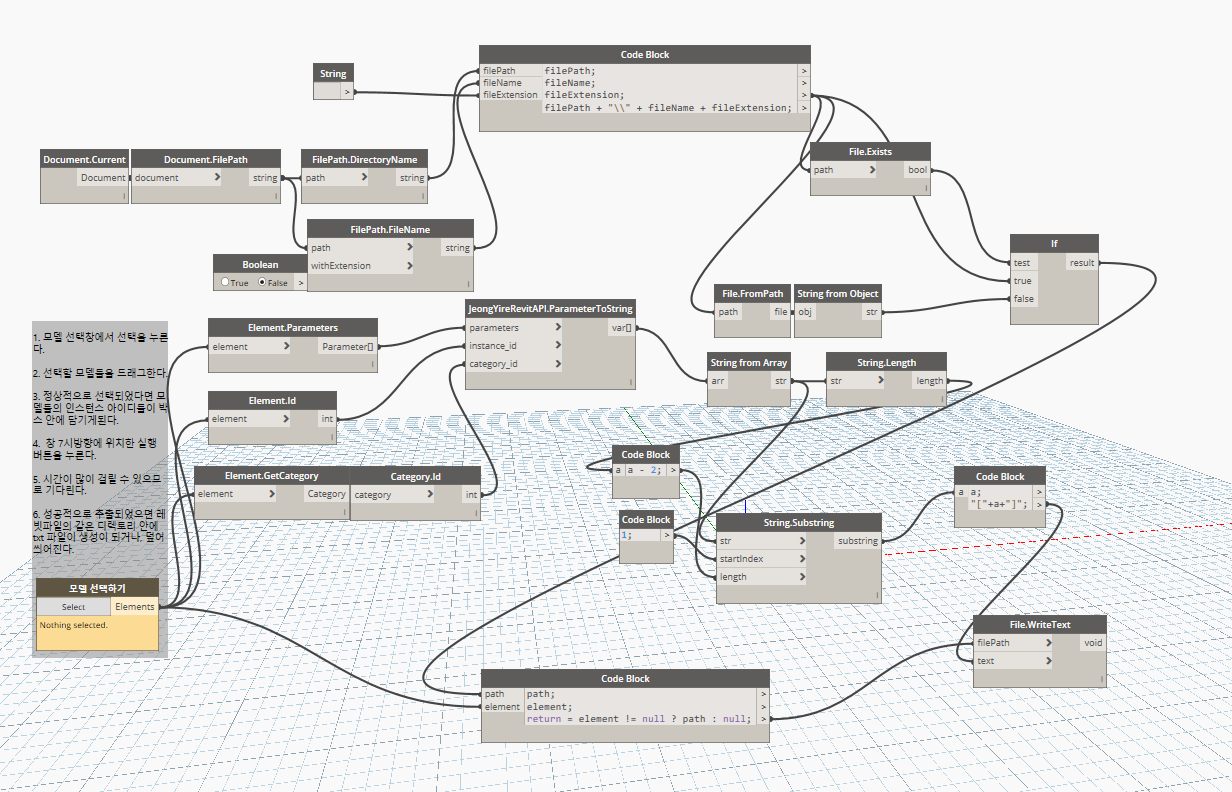 Code Block
String
>
filePath
filePath;
>
fileName
fileName;
>
fileExtension
fileExtension;
>
filePath + "\\" + fileName + fileExtension;
>
Document.Current
Document
l
Document.FilePath
document
>
string
l
FilePath.DirectoryName
path
>
string
l
File.Exists
path
>
bool
l
FilePath.FileName
path
>
string
withExtension
>
l
Boolean
True
False
>
If
test
result
true
false
File.FromPath
path
file
String from Object
obj
str
1. 모델 선택창에서 선택을 누른
다.
2. 선택할 모델들을 드래그한다.
3. 정상적으로 선택되었다면 모
델들의 인스턴스 아이디들이 박
스 안에 담기게된다.
4. 창 7시방향에 위치한 실행
버튼을 누른다.
5. 시간이 많이 걸릴 수 있으므
로 기다린다.
6. 성공적으로 추출되었으면 레
빗파일의 같은 디렉토리 안에
txt 파일이 생성이 되거나, 덮어
씌어진다.
모델 선택하기
Select
Elements
Nothing selected.
Element.Parameters
element
>
Parameter[]
l
Element.Id
element
>
int
l
Element.GetCategory
element
>
Category
l
Category.Id
category
>
int
l
JeongYireRevitAPI.ParameterToString
parameters
>
var[]
instance_id
>
category_id
>
l
String from Array
arr
str
String.Length
str
>
length
l
Code Block
a
a - 2;
>
Code Block
1;
>
String.Substring
str
>
substring
startIndex
>
length
>
l
Code Block
a
a;
>
"["+a+"]";
>
File.WriteText
filePath
>
void
text
>
l
Code Block
path
path;
>
element
element;
>
return = element != null ? path : null;
>